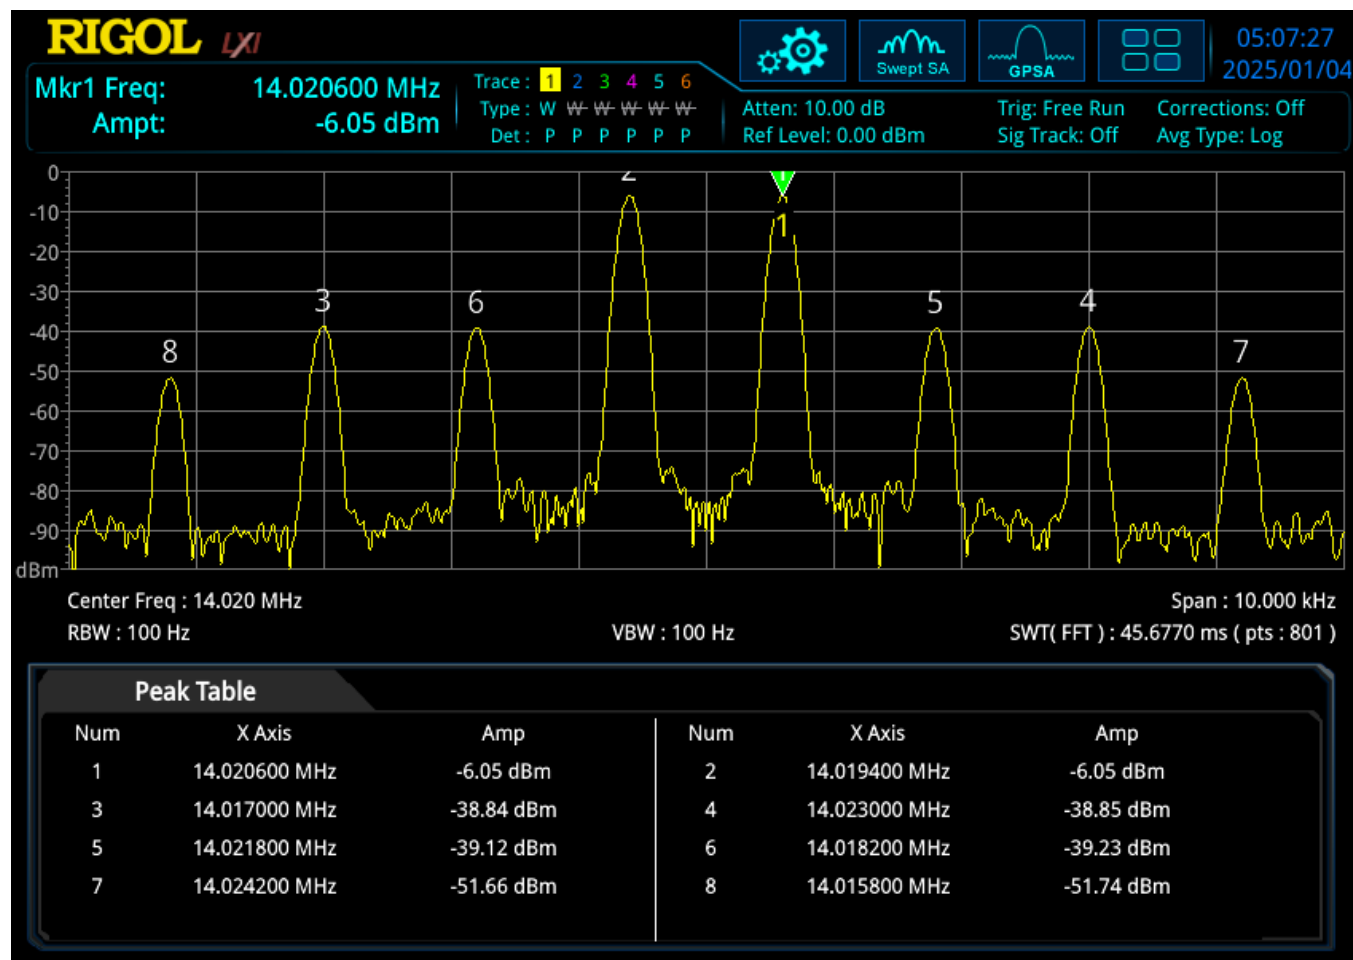 RIGOL LXI
Swept SA
GPSA
05:07:27
2025/01/04
Mkr1 Freq: 14.020600 MHz
Ampt: -6.05 dBm
Trace: 1 2 3 4 5 6
Type: W W W W W W
Det: P P P P P P
Atten: 10.00 dB
Ref Level: 0.00 dBm
Trig: Free Run
Sig Track: Off
Corrections: Off
Avg Type: Log
0
-10
-20
-30
-40
-50
-60
-70
-80
-90
dBm
8
3
6
2
1
1
5
4
7
Center Freq : 14.020 MHz
Span : 10.000 kHz
RBW : 100 Hz
VBW : 100 Hz
SWT( FFT ) : 45.6770 ms ( pts : 801 )
Peak Table
Num X Axis Amp Num X Axis Amp
1 14.020600 MHz -6.05 dBm 2 14.019400 MHz -6.05 dBm
3 14.017000 MHz -38.84 dBm 4 14.023000 MHz -38.85 dBm
5 14.021800 MHz -39.12 dBm 6 14.018200 MHz -39.23 dBm
7 14.024200 MHz -51.66 dBm 8 14.015800 MHz -51.74 dBm